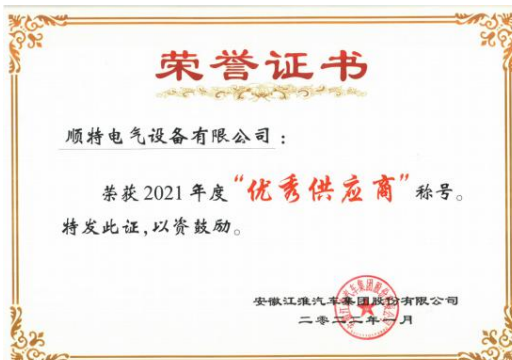 荣誉证书
顺特电气设备有限公司：
荣获2021年度“优秀供应商”称号。
特发此证，以资鼓励。
安徽江淮汽车集团股份有限公司
二零二二年一月